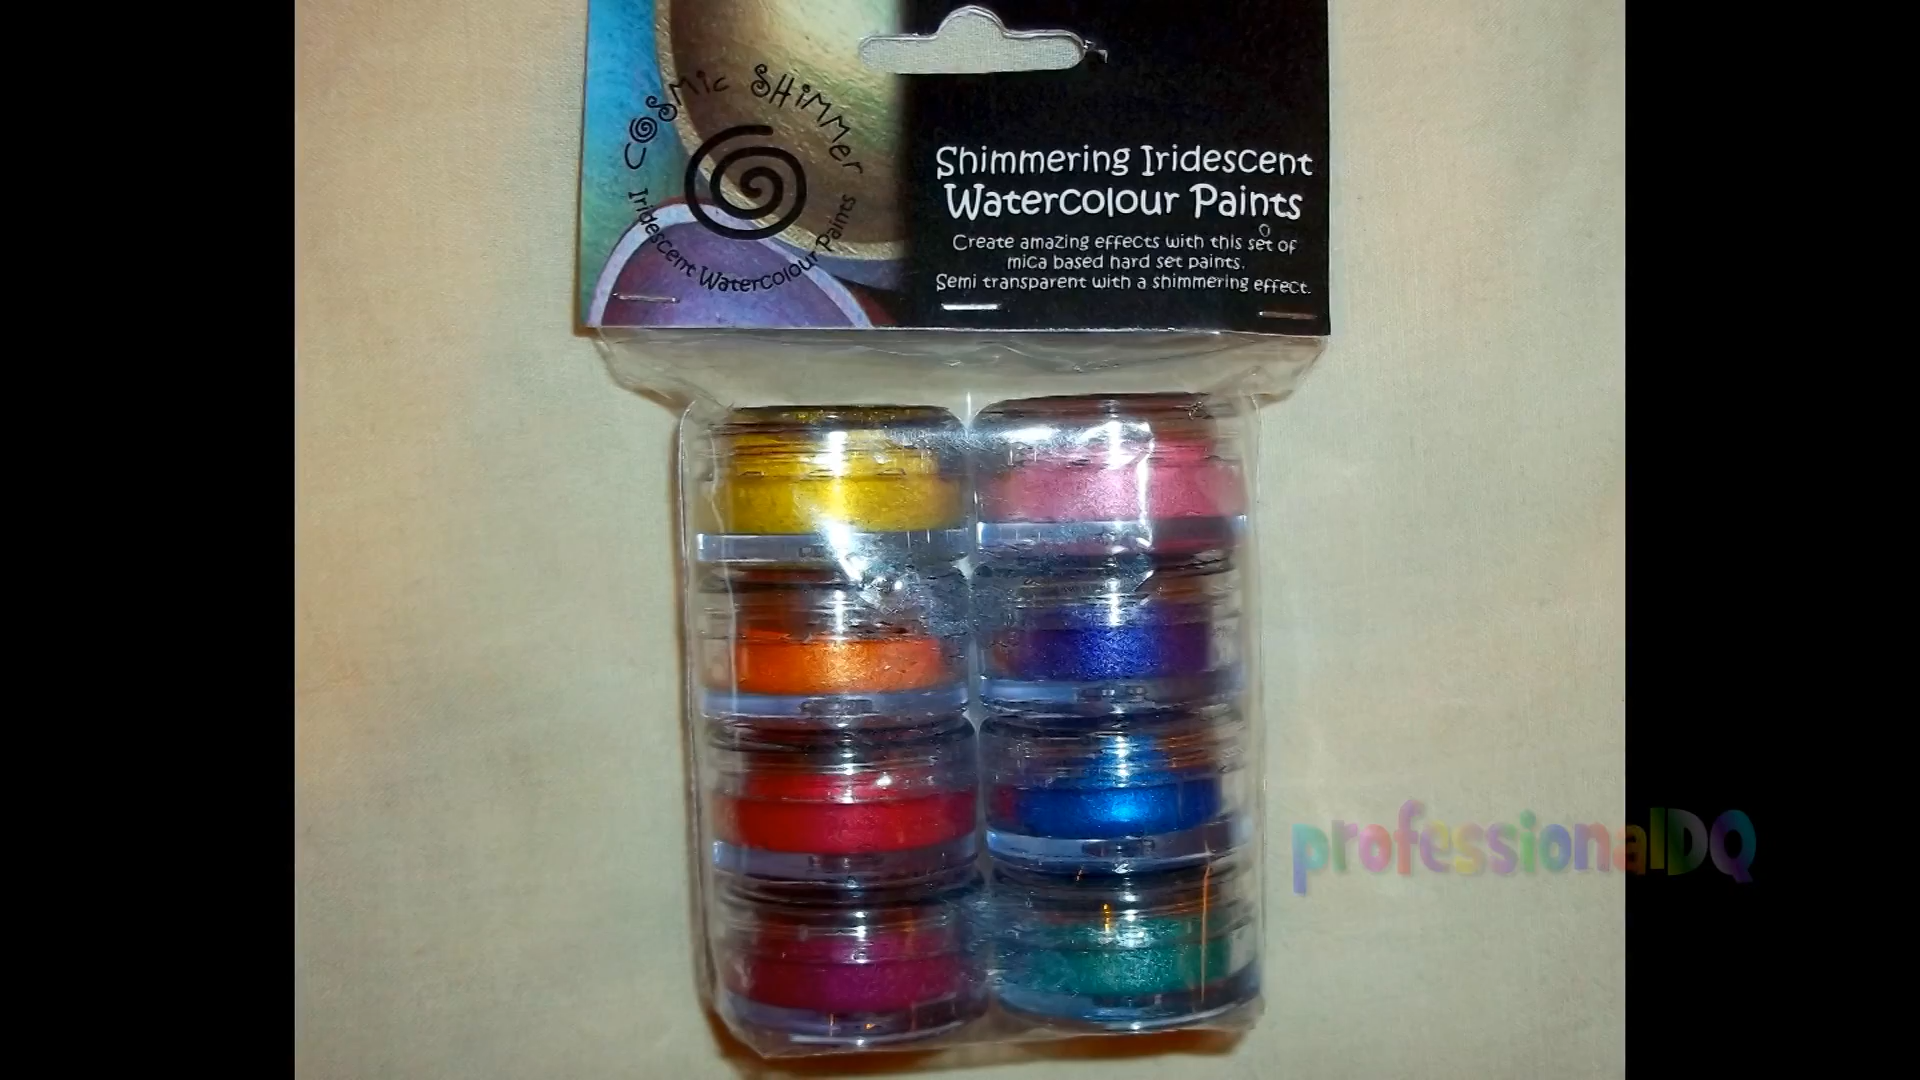 COSMIC SHIMMER
Iridescent Watercolour Paints
Shimmering Iridescent
Watercolour Paints
Create amazing effects with this set of
mica based hard set paints.
Semi transparent with a shimmering effect.
professionalDQ